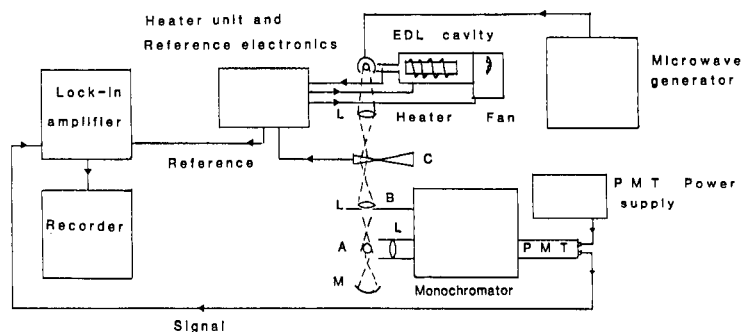 Heater unit and
Reference electronics
EDL cavity
Microwave
generator
Lock-in
amplifier
L
Heater
Fan
Reference
C
Recorder
L
B
PMT Power
supply
A
L
PMT
M
Monochromator
Signal